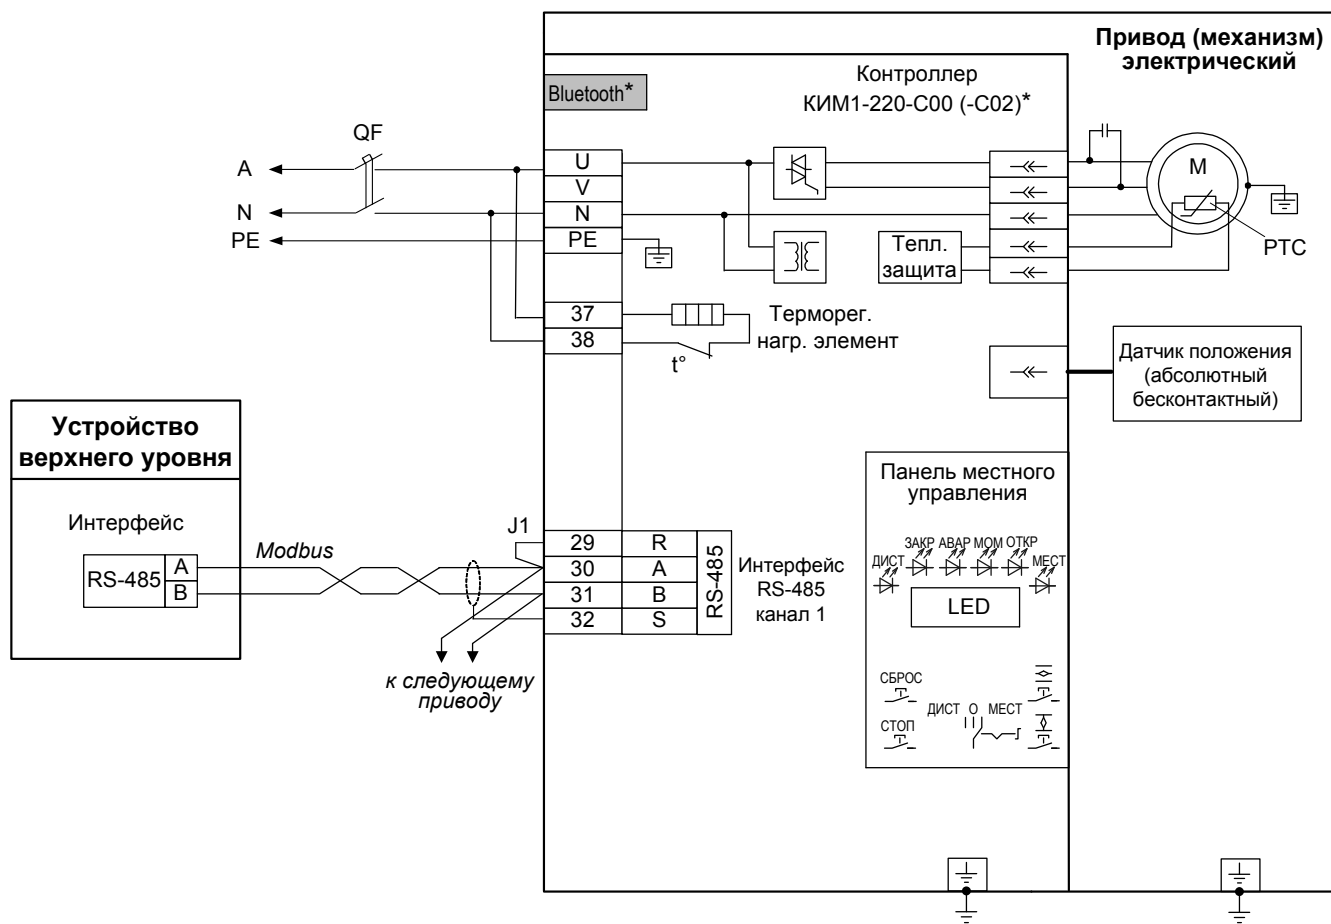 Привод (механизм)
электрический
Bluetooth*
Контроллер
КИМ1-220-С00 (-С02)*
QF
A
N
PE
U
V
N
PE
M
PTC
Тепл.
защита
37
38
Терморег.
нагр. элемент
t°
Датчик положения
(абсолютный
бесконтактный)
Устройство
верхнего уровня
Интерфейс
RS-485
A
B
Modbus
J1
29 R
30 A
31 B
32 S
RS-485
Интерфейс
RS-485
канал 1
к следующему
приводу
Панель местного
управления
ДИСТ ЗАКР АВАР МОМ ОТКР МЕСТ
LED
СБРОС
ДИСТ О МЕСТ
СТОП